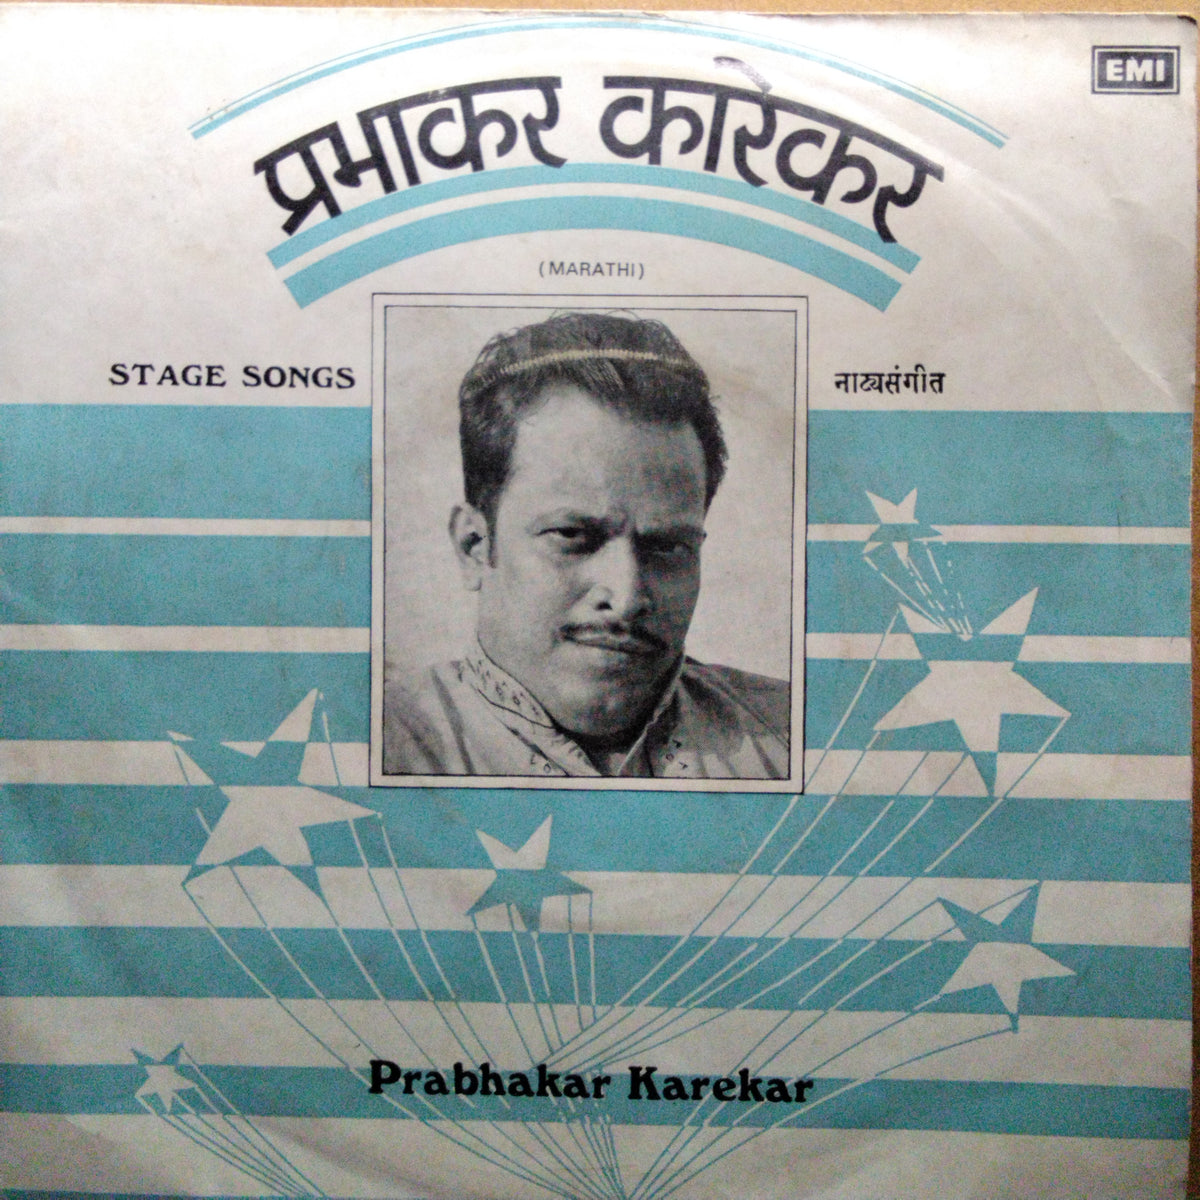 EMI
प्रभाकर कारेकर
(MARATHI)
STAGE SONGS
नाट्यसंगीत
Prabhakar Karekar